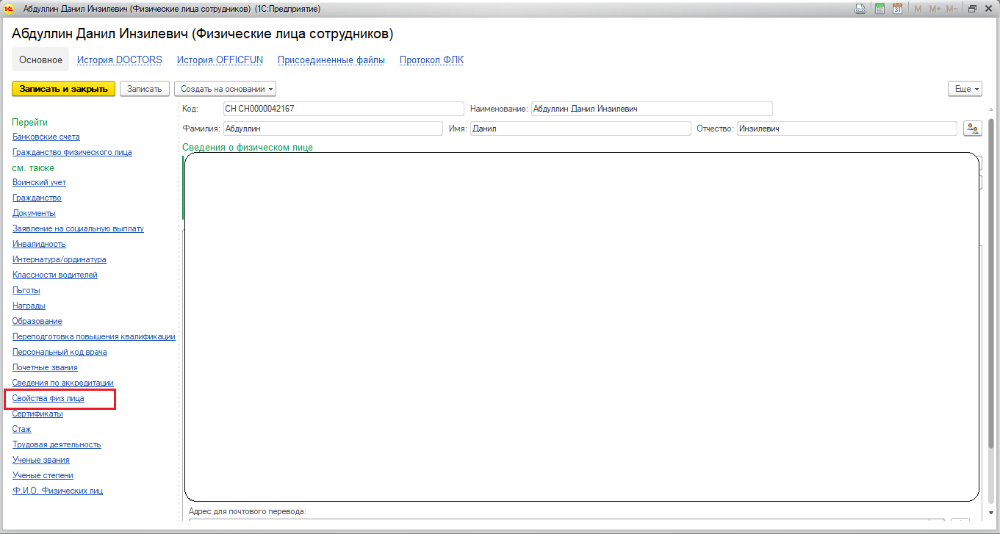 Абдуллин Данил Инзилевич (Физические лица сотрудников) (1С:Предприятие)
31 M M+ M-
Абдуллин Данил Инзилевич (Физические лица сотрудников)
Основное История DOCTORS История OFFICFUN Присоединенные файлы Протокол ФЛК
Записать и закрыть Записать Создать на основании Еще
Код: СН СН0000042167 Наименование: Абдуллин Данил Инзилевич
Фамилия: Абдуллин Имя: Данил Отчество: Инзилевич
Сведения о физическом лице
Перейти
Банковские счета
Гражданство физического лица
см. также
Воинский учет
Гражданство
Документы
Заявление на социальную выплату
Инвалидность
Интернатура/ординатура
Классности водителей
Льготы
Награды
Образование
Переподготовка повышения квалификации
Персональный код врача
Почетные звания
Сведения по аккредитации
Свойства физ лица
Сертификаты
Стаж
Трудовая деятельность
Ученые звания
Ученые степени
Ф.И.О. Физических лиц
Адрес для почтового перевода: